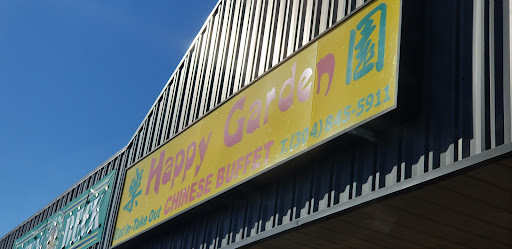 樂 Happy Garden 園
Eat In - Take Out CHINESE BUFFET T. (304) 845-5911